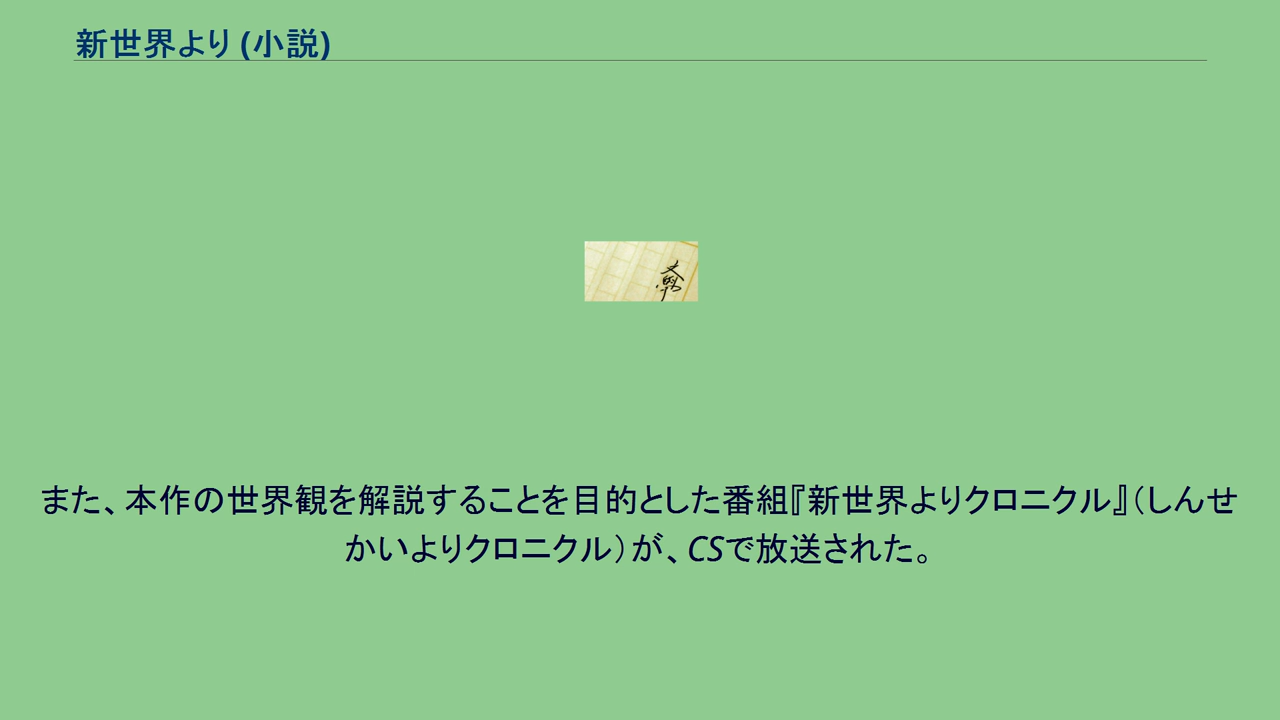 新世界より (小説)
また、本作の世界観を解説することを目的とした番組『新世界よりクロニクル』（しんせ
かいよりクロニクル）が、CSで放送された。